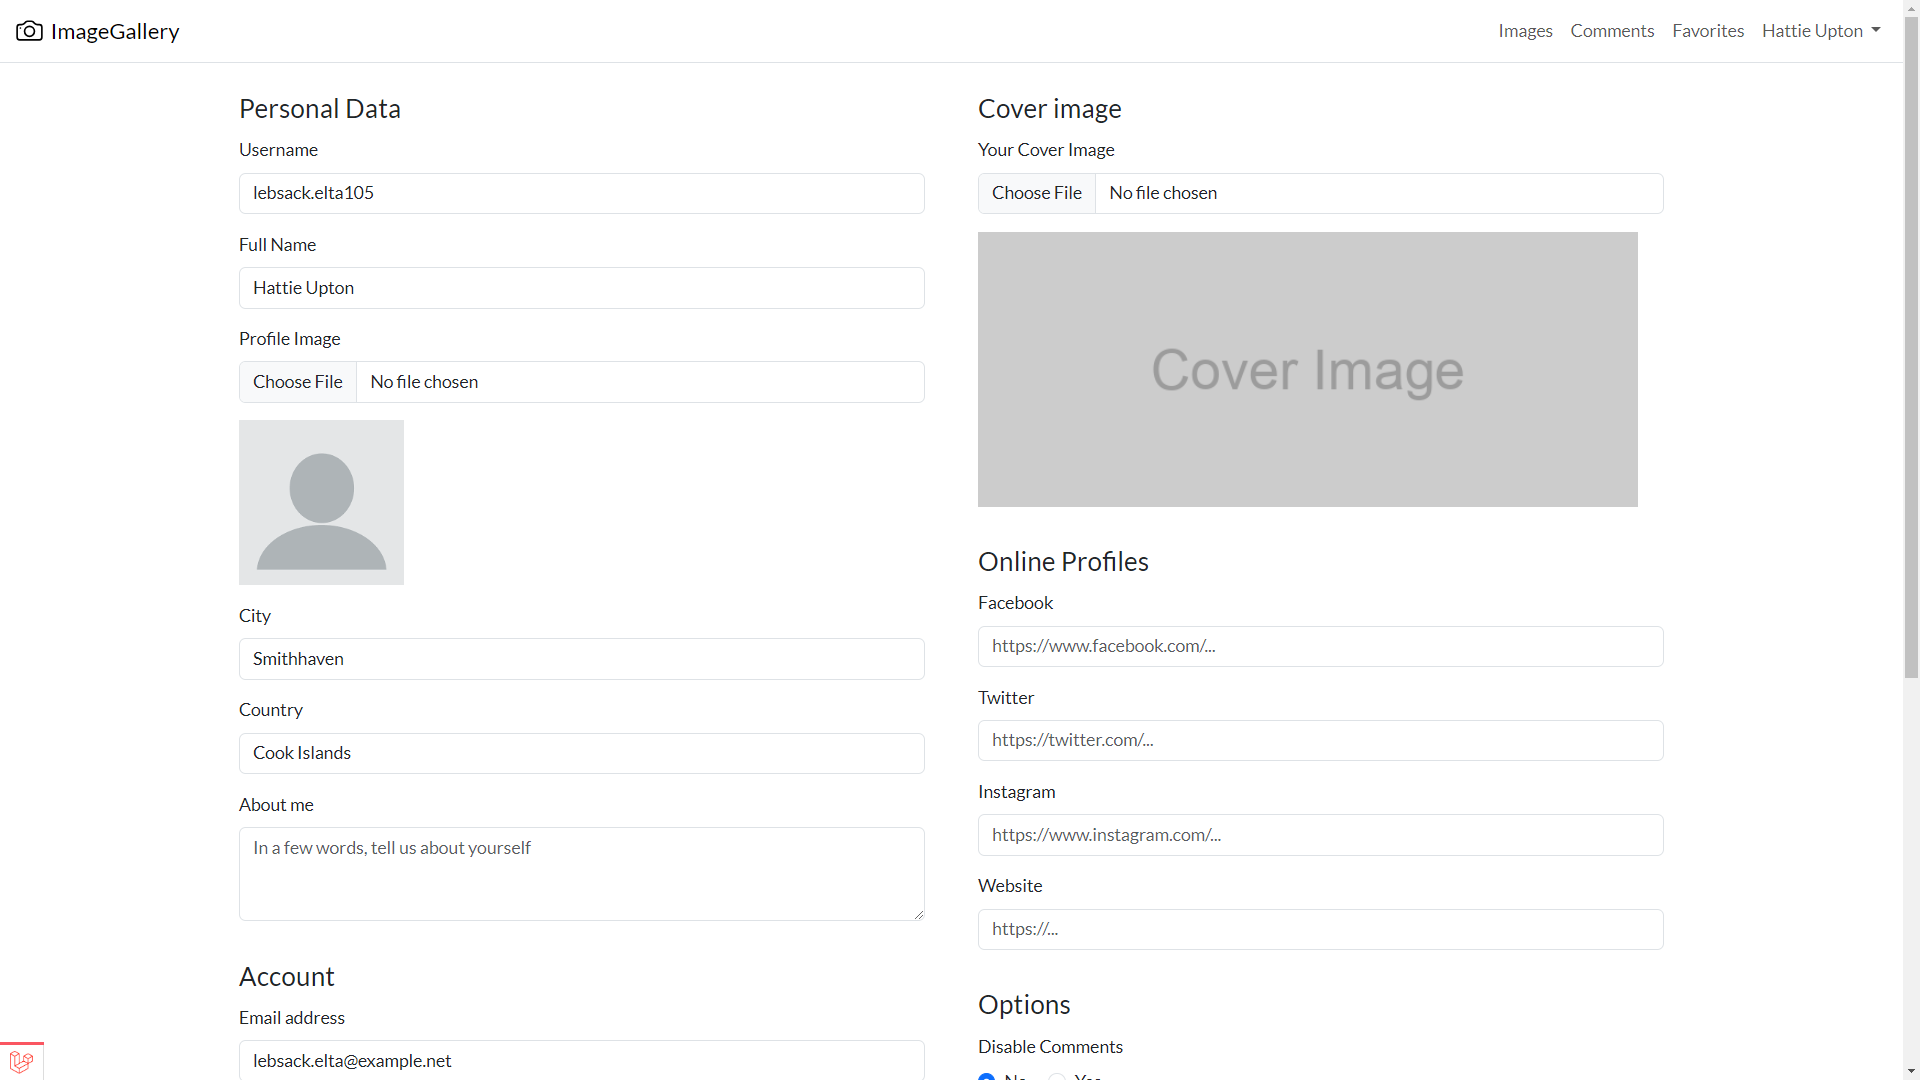 ImageGallery
Images Comments Favorites Hattie Upton
Personal Data
Username
lebsack.elta105
Full Name
Hattie Upton
Profile Image
Choose File No file chosen
City
Smithhaven
Country
Cook Islands
About me
In a few words, tell us about yourself
Account
Email address
lebsack.elta@example.net
Cover image
Your Cover Image
Choose File No file chosen
Cover Image
Online Profiles
Facebook
https://www.facebook.com/...
Twitter
https://twitter.com/...
Instagram
https://www.instagram.com/...
Website
https://...
Options
Disable Comments
No Yes